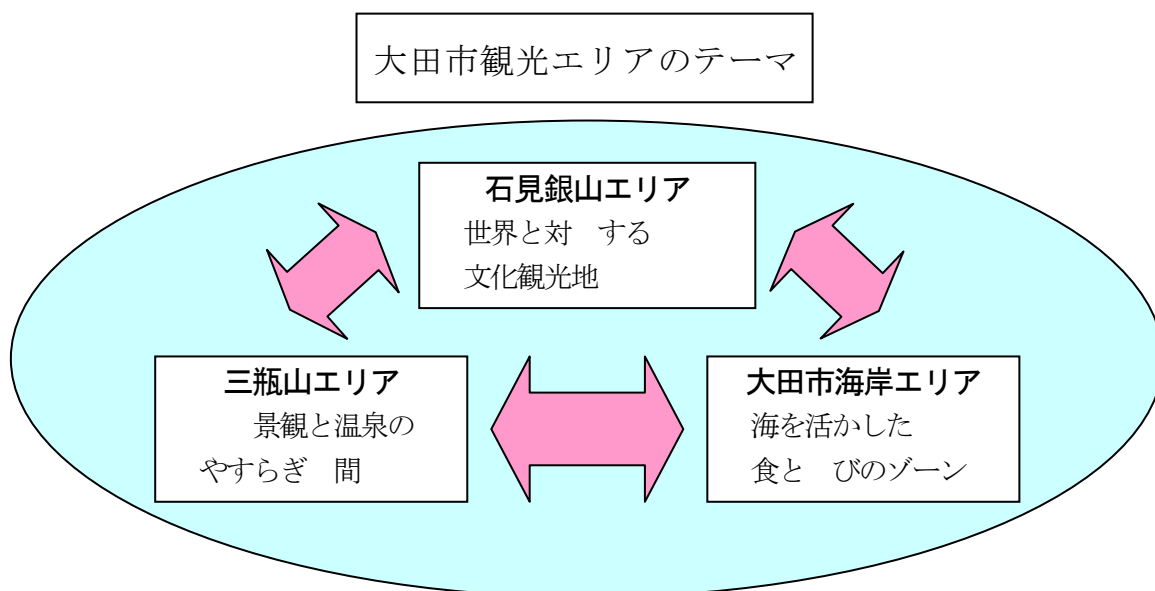 大田市観光エリアのテーマ
石見銀山エリア
世界と対　する
文化観光地
三瓶山エリア
景観と温泉の
やすらぎ　間
大田市海岸エリア
海を活かした
食と　びのゾーン